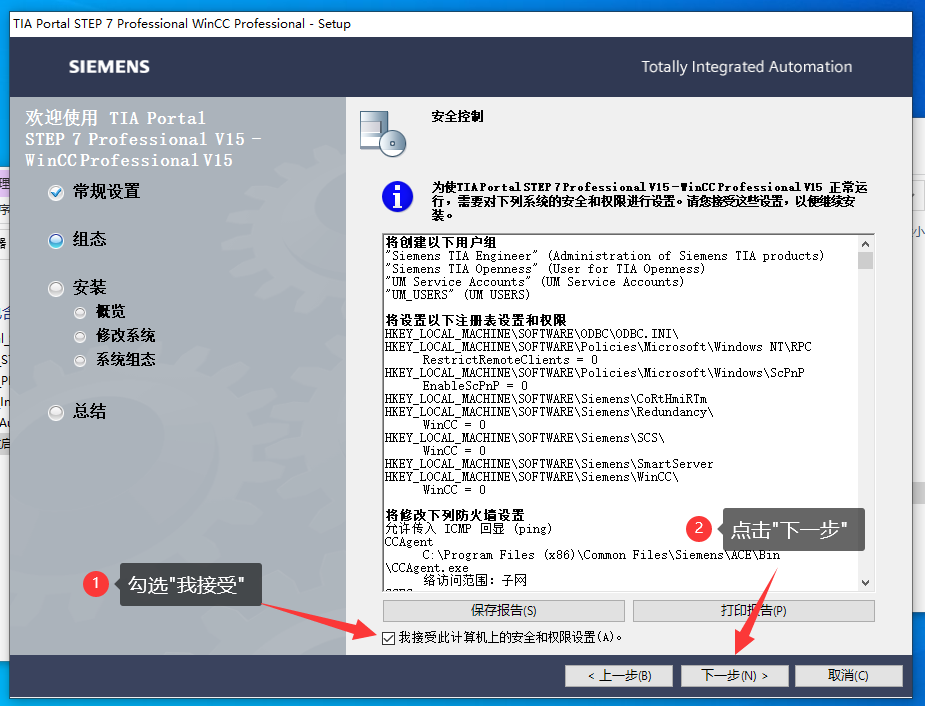 TIA Portal STEP 7 Professional WinCC Professional - Setup
SIEMENS
Totally Integrated Automation
欢迎使用 TIA Portal
STEP 7 Professional V15 -
WinCC Professional V15
常规设置
组态
安装
概览
修改系统
系统组态
总结
安全控制
为使TIA Portal STEP 7 Professional V15-WinCC Professional V15 正常运
行，需要对下列系统的安全和权限进行设置。请您接受这些设置，以便继续安
装。
将创建以下用户组
"Siemens TIA Engineer" (Administration of Siemens TIA products)
"Siemens TIA Openness" (User for TIA Openness)
"UM Service Accounts" (UM Service Accounts)
"UM_USERS" (UM USERS)
将设置以下注册表设置和权限
HKEY_LOCAL_MACHINE\SOFTWARE\ODBC\ODBC.INI\
HKEY_LOCAL_MACHINE\SOFTWARE\Policies\Microsoft\Windows NT\RPC
RestrictRemoteClients = 0
HKEY_LOCAL_MACHINE\SOFTWARE\Policies\Microsoft\Windows\ScPnP
EnableScPnP = 0
HKEY_LOCAL_MACHINE\SOFTWARE\Siemens\CoRtHmiRTm
HKEY_LOCAL_MACHINE\SOFTWARE\Siemens\Redundancy\
WinCC = 0
HKEY_LOCAL_MACHINE\SOFTWARE\Siemens\SCS\
WinCC = 0
HKEY_LOCAL_MACHINE\SOFTWARE\Siemens\SmartServer
HKEY_LOCAL_MACHINE\SOFTWARE\Siemens\WinCC\
WinCC = 0
将修改下列防火墙设置
允许传入 ICMP 回显 (ping)
CCAgent
C:\Program Files (x86)\Common Files\Siemens\ACE\Bin
\CCAgent.exe
络访问范围: 子网
2 点击"下一步"
1 勾选"我接受"
保存报告(S)
打印报告(P)
我接受此计算机上的安全和权限设置(A)。
< 上一步(B)
下一步(N) >
取消(C)